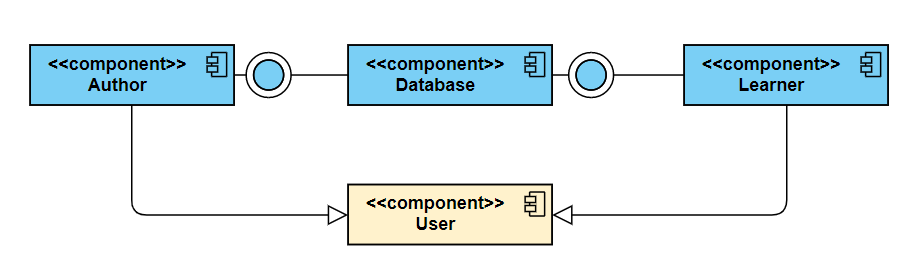 <<component>>
Author
<<component>>
Database
<<component>>
Learner
<<component>>
User